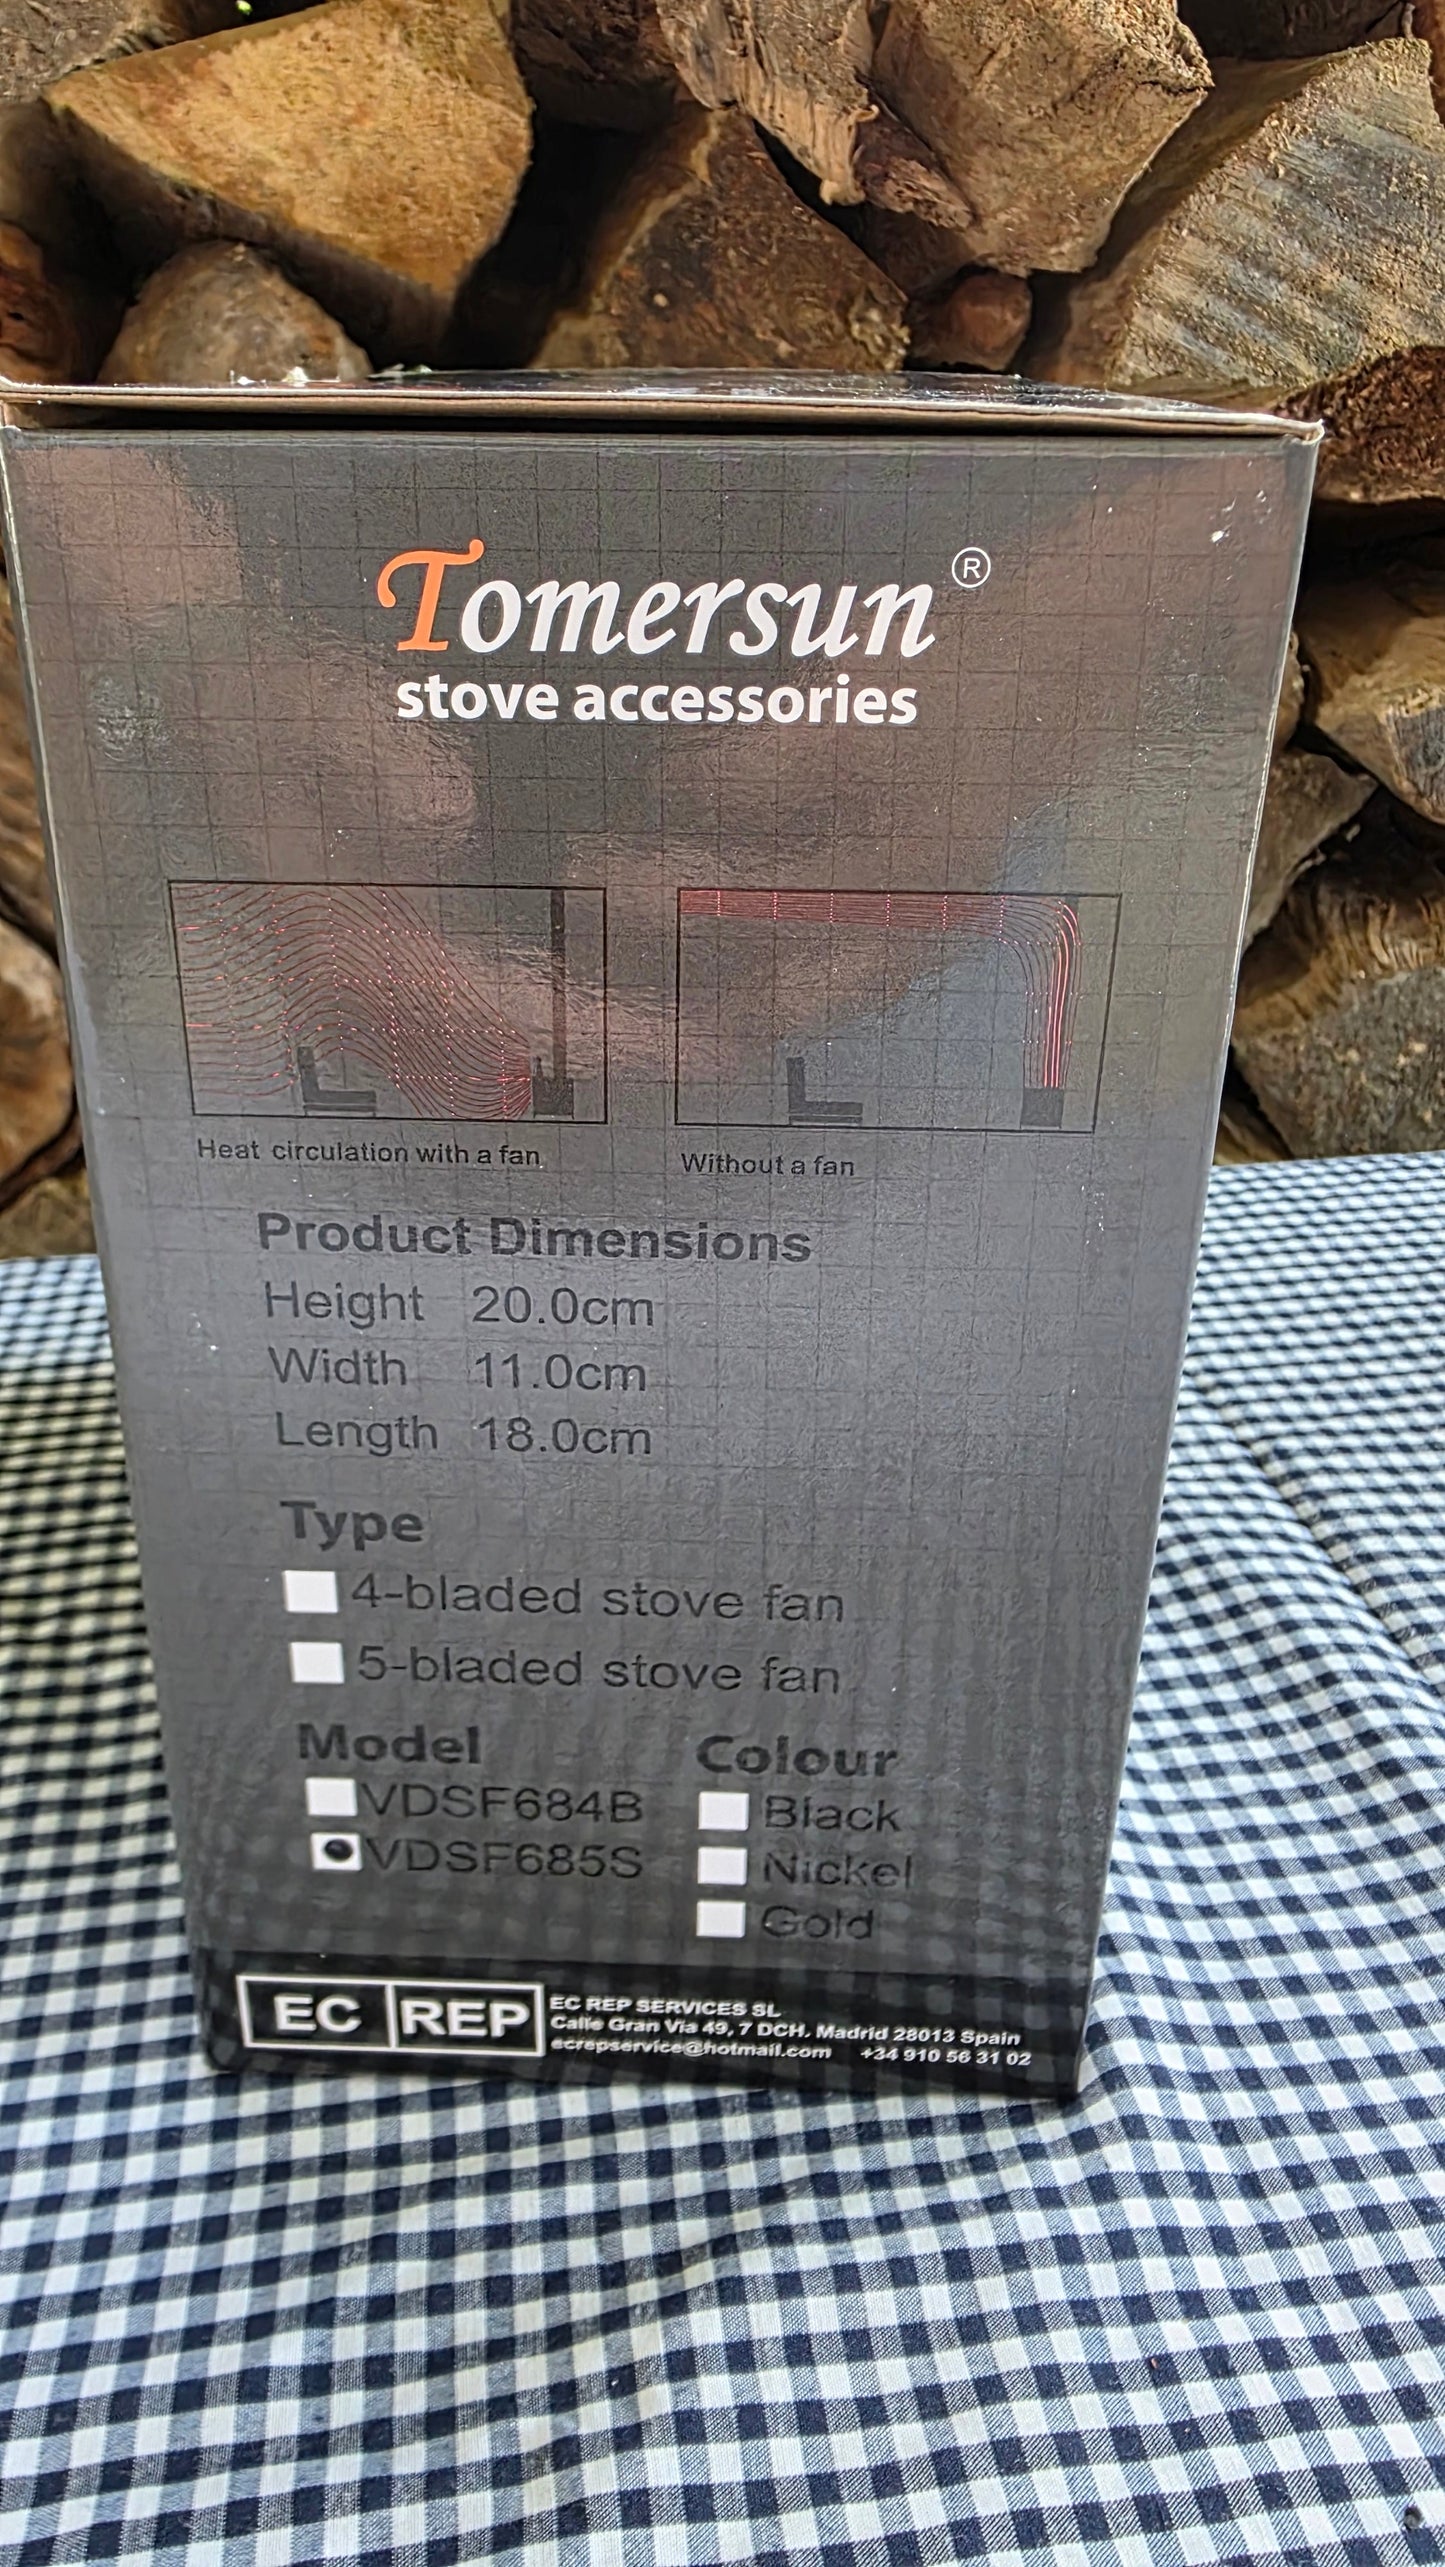 Tomersun®
stove accessories
Heat circulation with a fan
Without a fan
Product Dimensions
Height 20.0cm
Width 11.0cm
Length 18.0cm
Type
4-bladed stove fan
5-bladed stove fan
Model
VDSF684B
VDSF685S
Colour
Black
Nickel
Gold
EC REP
EC REP SERVICES SL
Calle Gran Via 49, 7 DCH. Madrid 28013 Spain
ecrepservice@hotmail.com +34 910 56 31 02